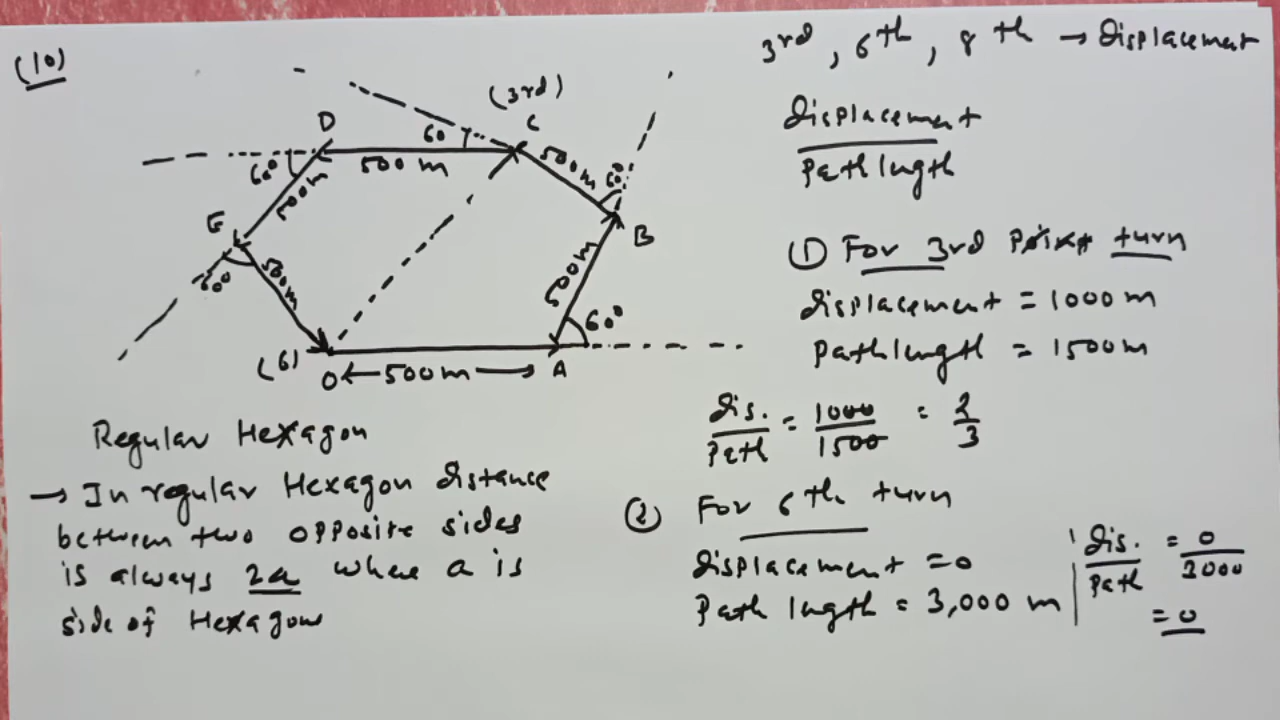 (10)
3rd, 6th, 8th → Displacement
Displacement
Path length
(3rd)
D
C
60
60°
500 m
500m
60°
500m
E
B
60°
500m
500m
60°
(6)
O
500m
A
① For 3rd turn
displacement = 1000 m
Path length = 1500 m
Dis. / Path = 1000 / 1500 = 2 / 3
Regular Hexagon
→ In regular Hexagon distance
between two opposite sides
is always 2a where a is
side of Hexagon
② For 6th turn
Displacement = 0
Path length = 3,000 m
Dis. / Path = 0 / 3000
= 0